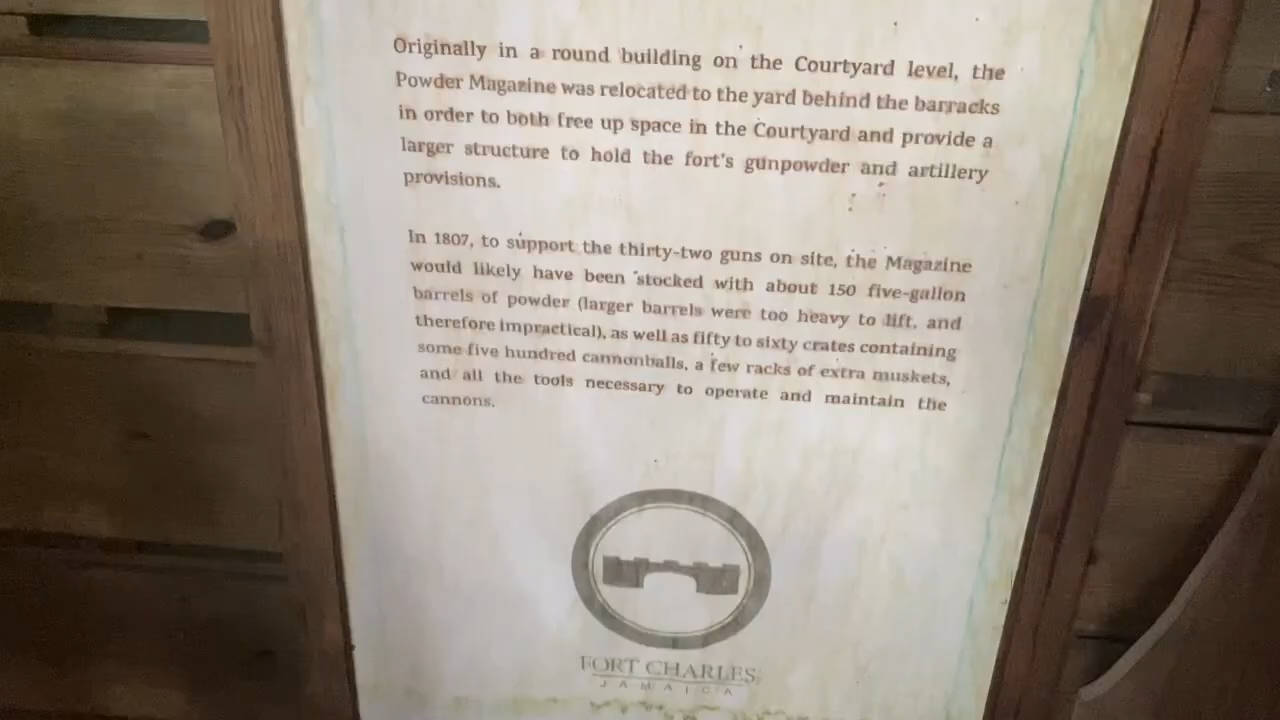 Originally in a round building on the Courtyard level, the
Powder Magazine was relocated to the yard behind the barracks
in order to both free up space in the Courtyard and provide a
larger structure to hold the fort's gunpowder and artillery
provisions.
In 1807, to support the thirty-two guns on site, the Magazine
would likely have been stocked with about 150 five-gallon
barrels of powder (larger barrels were too heavy to lift, and
therefore impractical), as well as fifty to sixty crates containing
some five hundred cannonballs, a few racks of extra muskets,
and all the tools necessary to operate and maintain the
cannons.
FORT CHARLES
JAMAICA